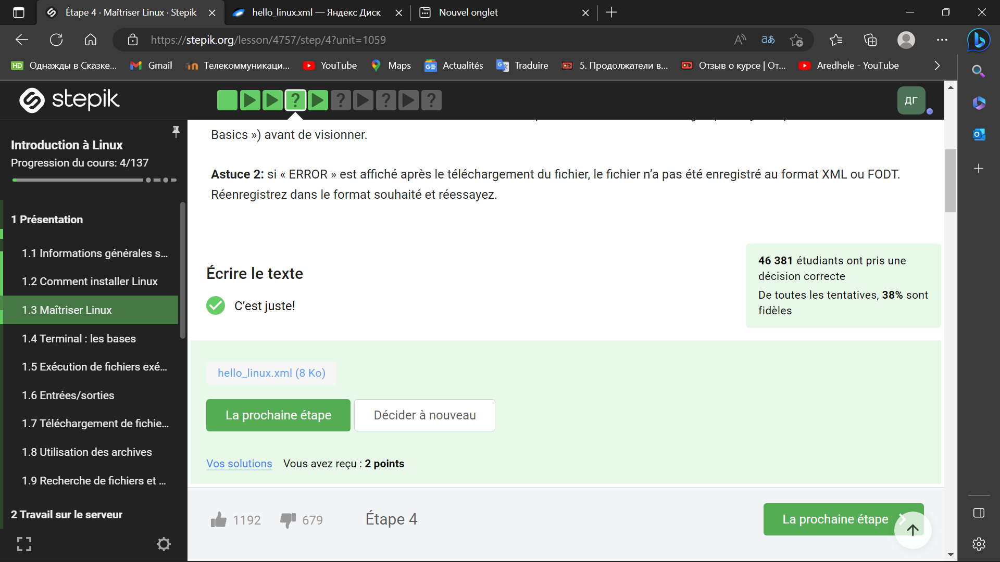 Étape 4 · Maîtriser Linux · Stepik
hello_linux.xml — Яндекс Диск
Nouvel onglet
https://stepik.org/lesson/4757/step/4?unit=1059
Однажды в Сказке...
Gmail
Телекоммуникаци...
YouTube
Maps
Actualités
Traduire
5. Продолжатели в...
Отзыв о курсе | От...
Aredhele - YouTube
stepik
ДГ
Introduction à Linux
Progression du cours: 4/137
1 Présentation
1.1 Informations générales s...
1.2 Comment installer Linux
1.3 Maîtriser Linux
1.4 Terminal : les bases
1.5 Exécution de fichiers exé...
1.6 Entrées/sorties
1.7 Téléchargement de fichie...
1.8 Utilisation des archives
1.9 Recherche de fichiers et ...
2 Travail sur le serveur
Basics ») avant de visionner.
Astuce 2: si « ERROR » est affiché après le téléchargement du fichier, le fichier n’a pas été enregistré au format XML ou FODT.
Réenregistrez dans le format souhaité et réessayez.
Écrire le texte
C’est juste!
46 381 étudiants ont pris une
décision correcte
De toutes les tentatives, 38% sont
fidèles
hello_linux.xml (8 Ko)
La prochaine étape
Décider à nouveau
Vos solutions Vous avez reçu : 2 points
1192
679
Étape 4
La prochaine étape